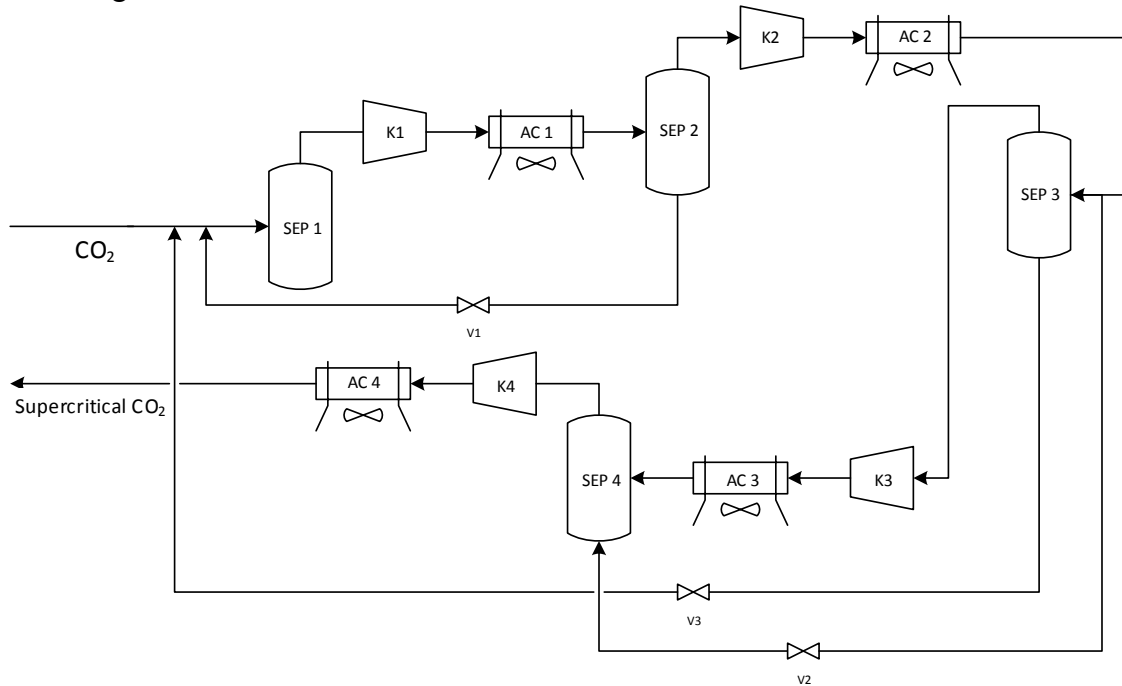 K2
AC 2
K1
AC 1
SEP 2
SEP 3
SEP 1
CO₂
V1
AC 4
K4
Supercritical CO₂
SEP 4
AC 3
K3
V3
V2